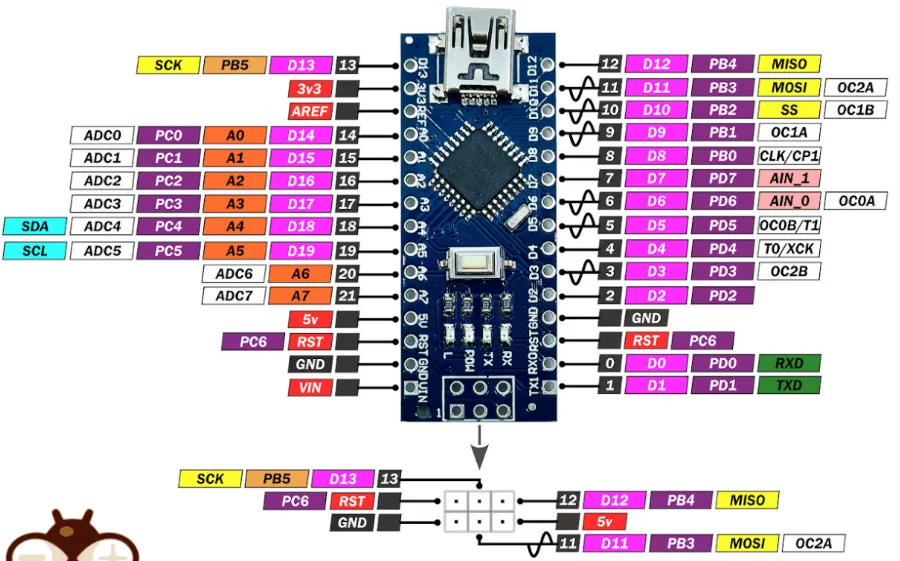 SCK PB5 D13 13
3v3
AREF
ADC0 PC0 A0 D14 14
ADC1 PC1 A1 D15 15
ADC2 PC2 A2 D16 16
ADC3 PC3 A3 D17 17
SDA ADC4 PC4 A4 D18 18
SCL ADC5 PC5 A5 D19 19
ADC6 A6 20
ADC7 A7 21
5v
PC6 RST
GND
VIN
D13
3V3
REF
A0
A1
A2
A3
A4
A5
A6
A7
5V
RST
GND
VIN
L
POW
TX
RX
1
D12
D11
D10
D9
D8
D7
D6
D5
D4
D3
D2
GND
RST
RX0
TX1
12 D12 PB4 MISO
11 D11 PB3 MOSI OC2A
10 D10 PB2 SS OC1B
9 D9 PB1 OC1A
8 D8 PB0 CLK/CP1
7 D7 PD7 AIN_1
6 D6 PD6 AIN_0 OC0A
5 D5 PD5 OC0B/T1
4 D4 PD4 T0/XCK
3 D3 PD3 OC2B
2 D2 PD2
GND
RST PC6
0 D0 PD0 RXD
1 D1 PD1 TXD
SCK PB5 D13 13
PC6 RST
GND
12 D12 PB4 MISO
5v
11 D11 PB3 MOSI OC2A